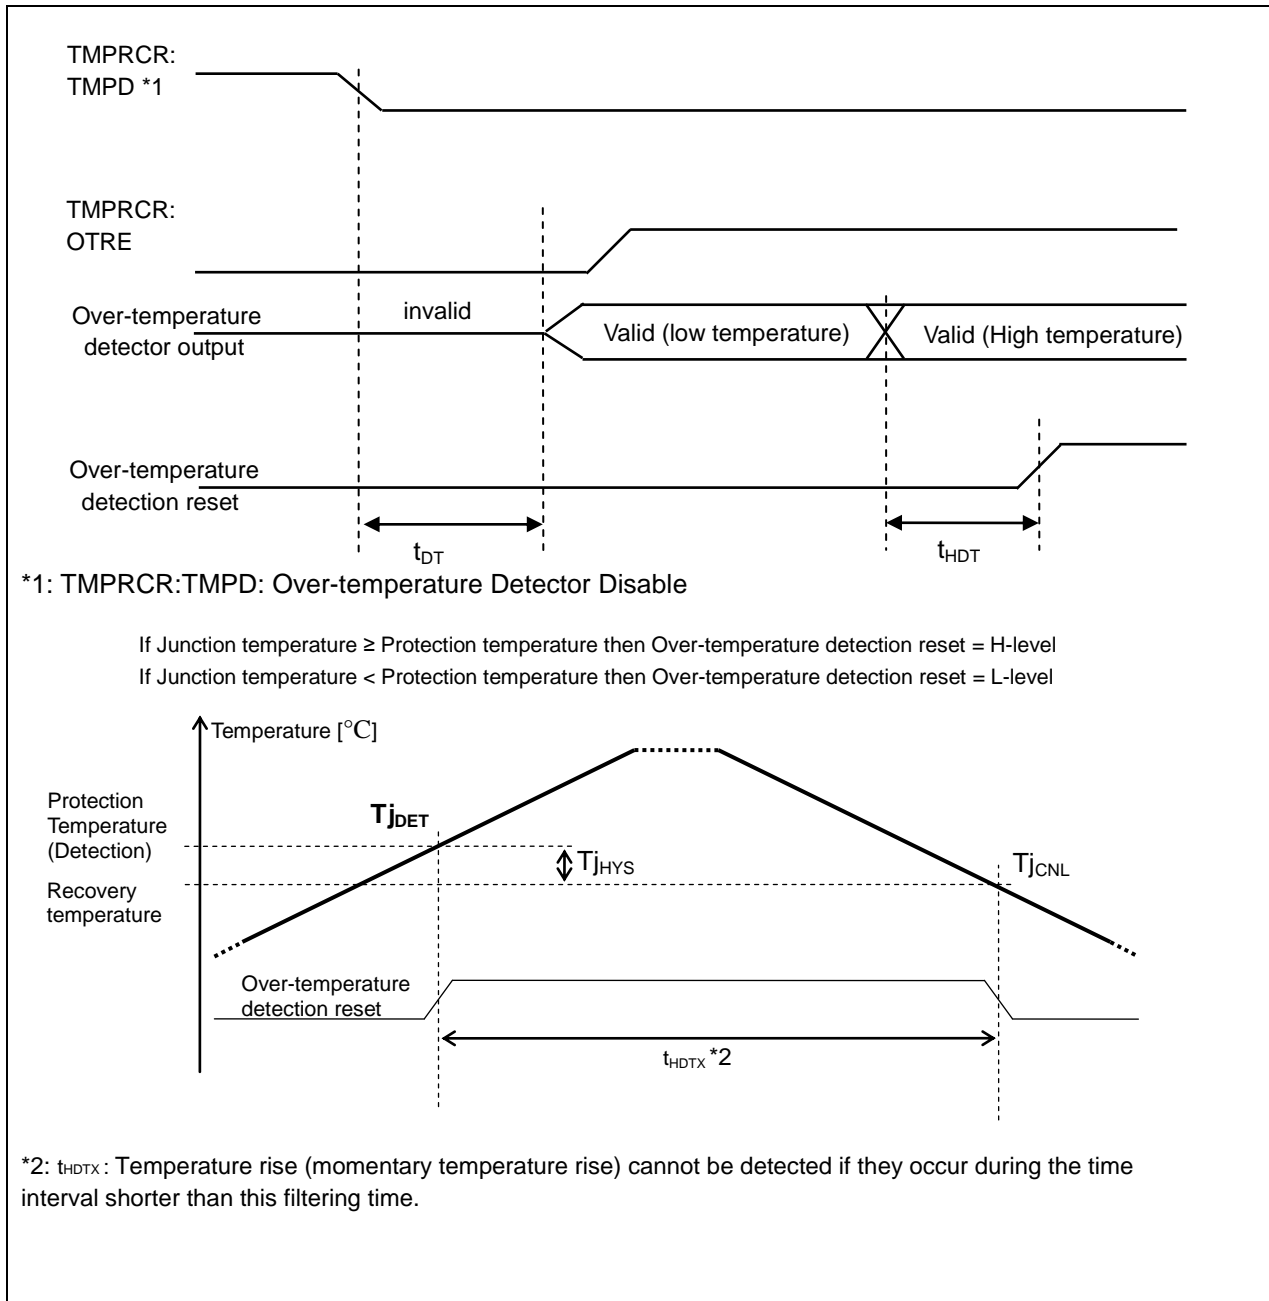 TMPRCR:
TMPD *1
TMPRCR:
OTRE
Over-temperature
detector output
invalid
Valid (low temperature)
Valid (High temperature)
Over-temperature
detection reset
tDT
tHDT
*1: TMPRCR:TMPD: Over-temperature Detector Disable
If Junction temperature ≥ Protection temperature then Over-temperature detection reset = H-level
If Junction temperature < Protection temperature then Over-temperature detection reset = L-level
Temperature [°C]
Protection
Temperature
(Detection)
TjDET
TjHYS
TjCNL
Recovery
temperature
Over-temperature
detection reset
tHDTX *2
*2: tHDTX : Temperature rise (momentary temperature rise) cannot be detected if they occur during the time
interval shorter than this filtering time.